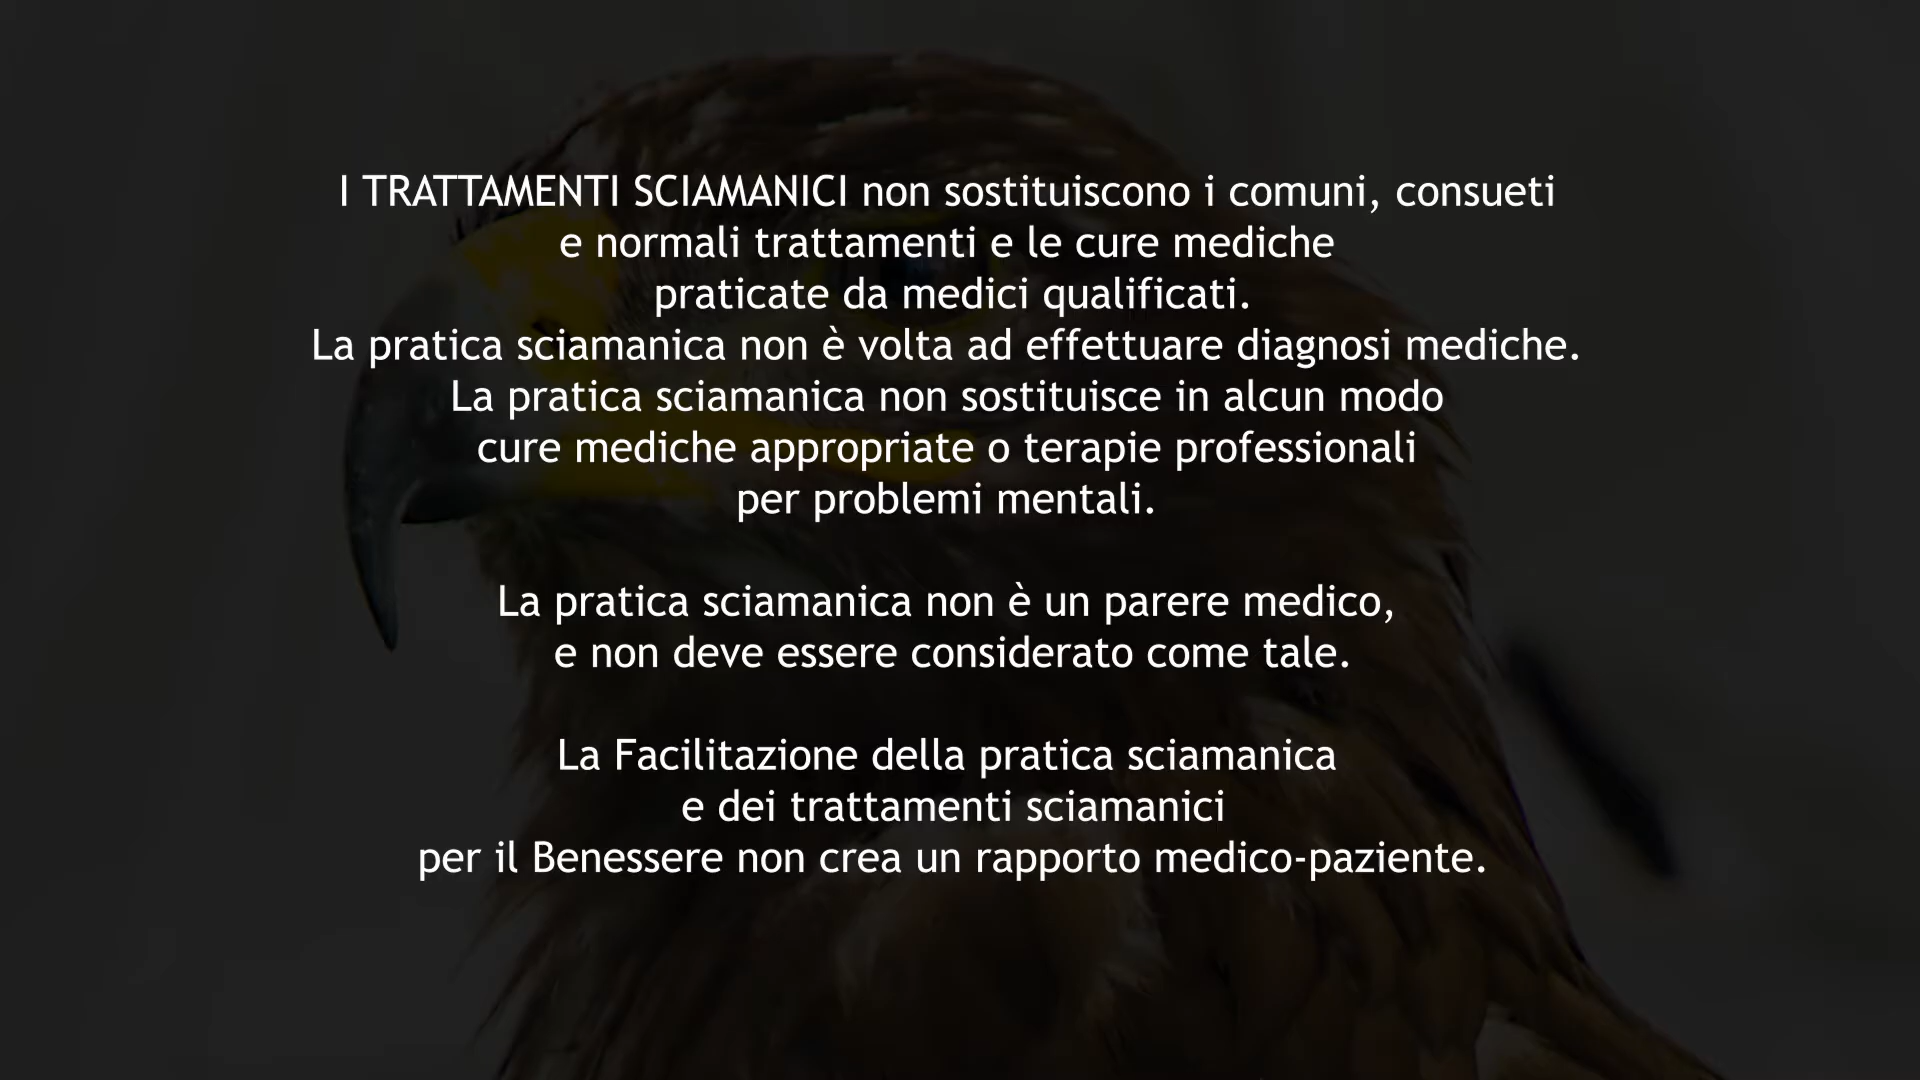 I TRATTAMENTI SCIAMANICI non sostituiscono i comuni, consueti
e normali trattamenti e le cure mediche
praticate da medici qualificati.
La pratica sciamanica non è volta ad effettuare diagnosi mediche.
La pratica sciamanica non sostituisce in alcun modo
cure mediche appropriate o terapie professionali
per problemi mentali.
La pratica sciamanica non è un parere medico,
e non deve essere considerato come tale.
La Facilitazione della pratica sciamanica
e dei trattamenti sciamanici
per il Benessere non crea un rapporto medico-paziente.